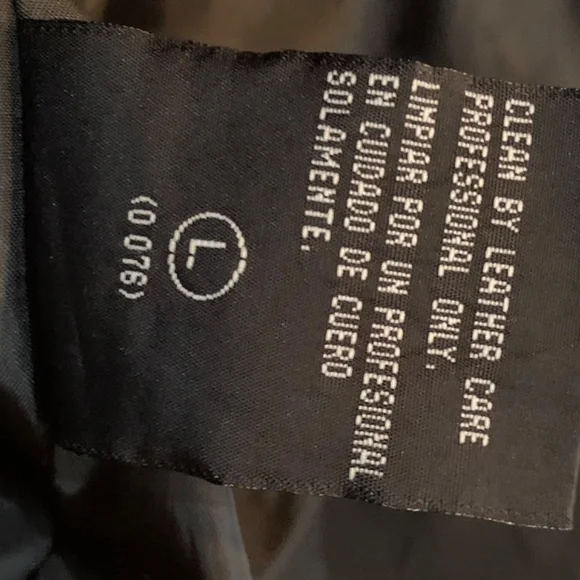 CLEAN BY LEATHER CARE
PROFESSIONAL ONLY.
LIMPIAR POR UN PROFESIONAL
EN CUIDADO DE CUERO
SOLAMENTE.
L
(0 076)